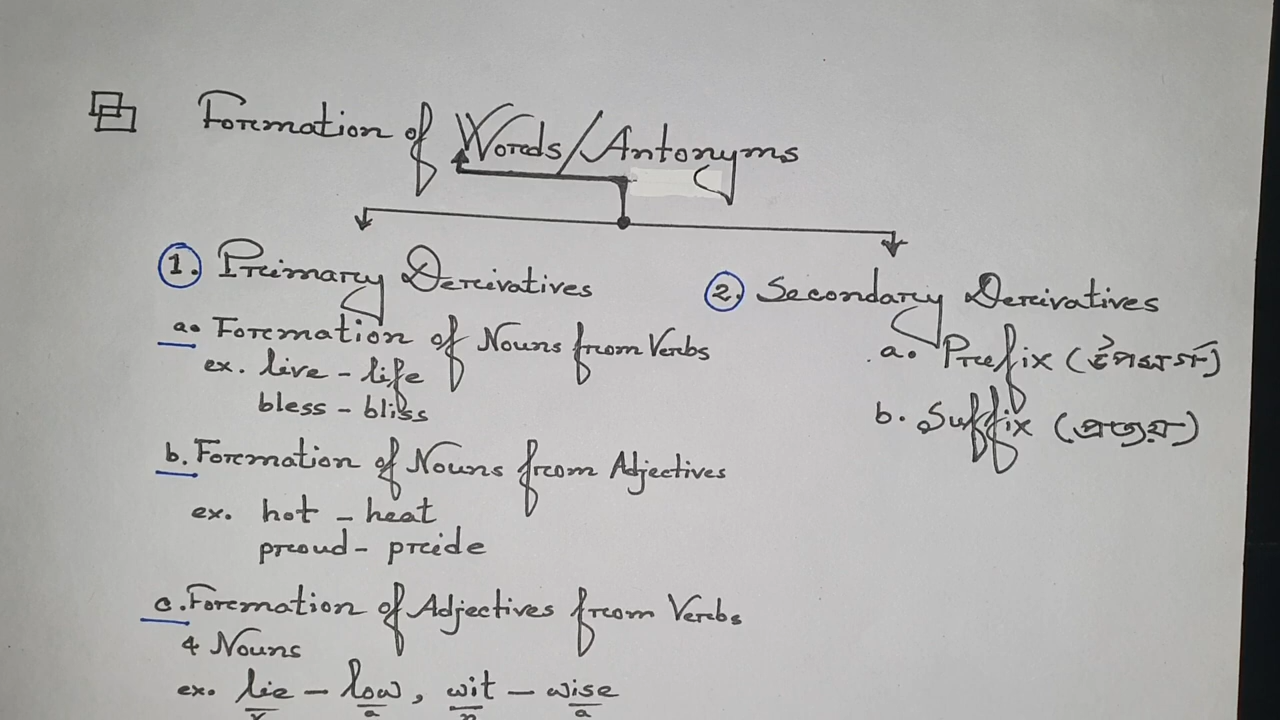 Formation of Words/Antonyms
1. Primary Derivatives
a. Formation of Nouns from Verbs
ex. live - life
bless - bliss
b. Formation of Nouns from Adjectives
ex. hot - heat
proud - pride
c. Formation of Adjectives from Verbs
& Nouns
ex. lie - low, wit - wise
v a n a
2. Secondary Derivatives
a. Prefix (উপসর্গ)
b. Suffix (প্রত্যয়)